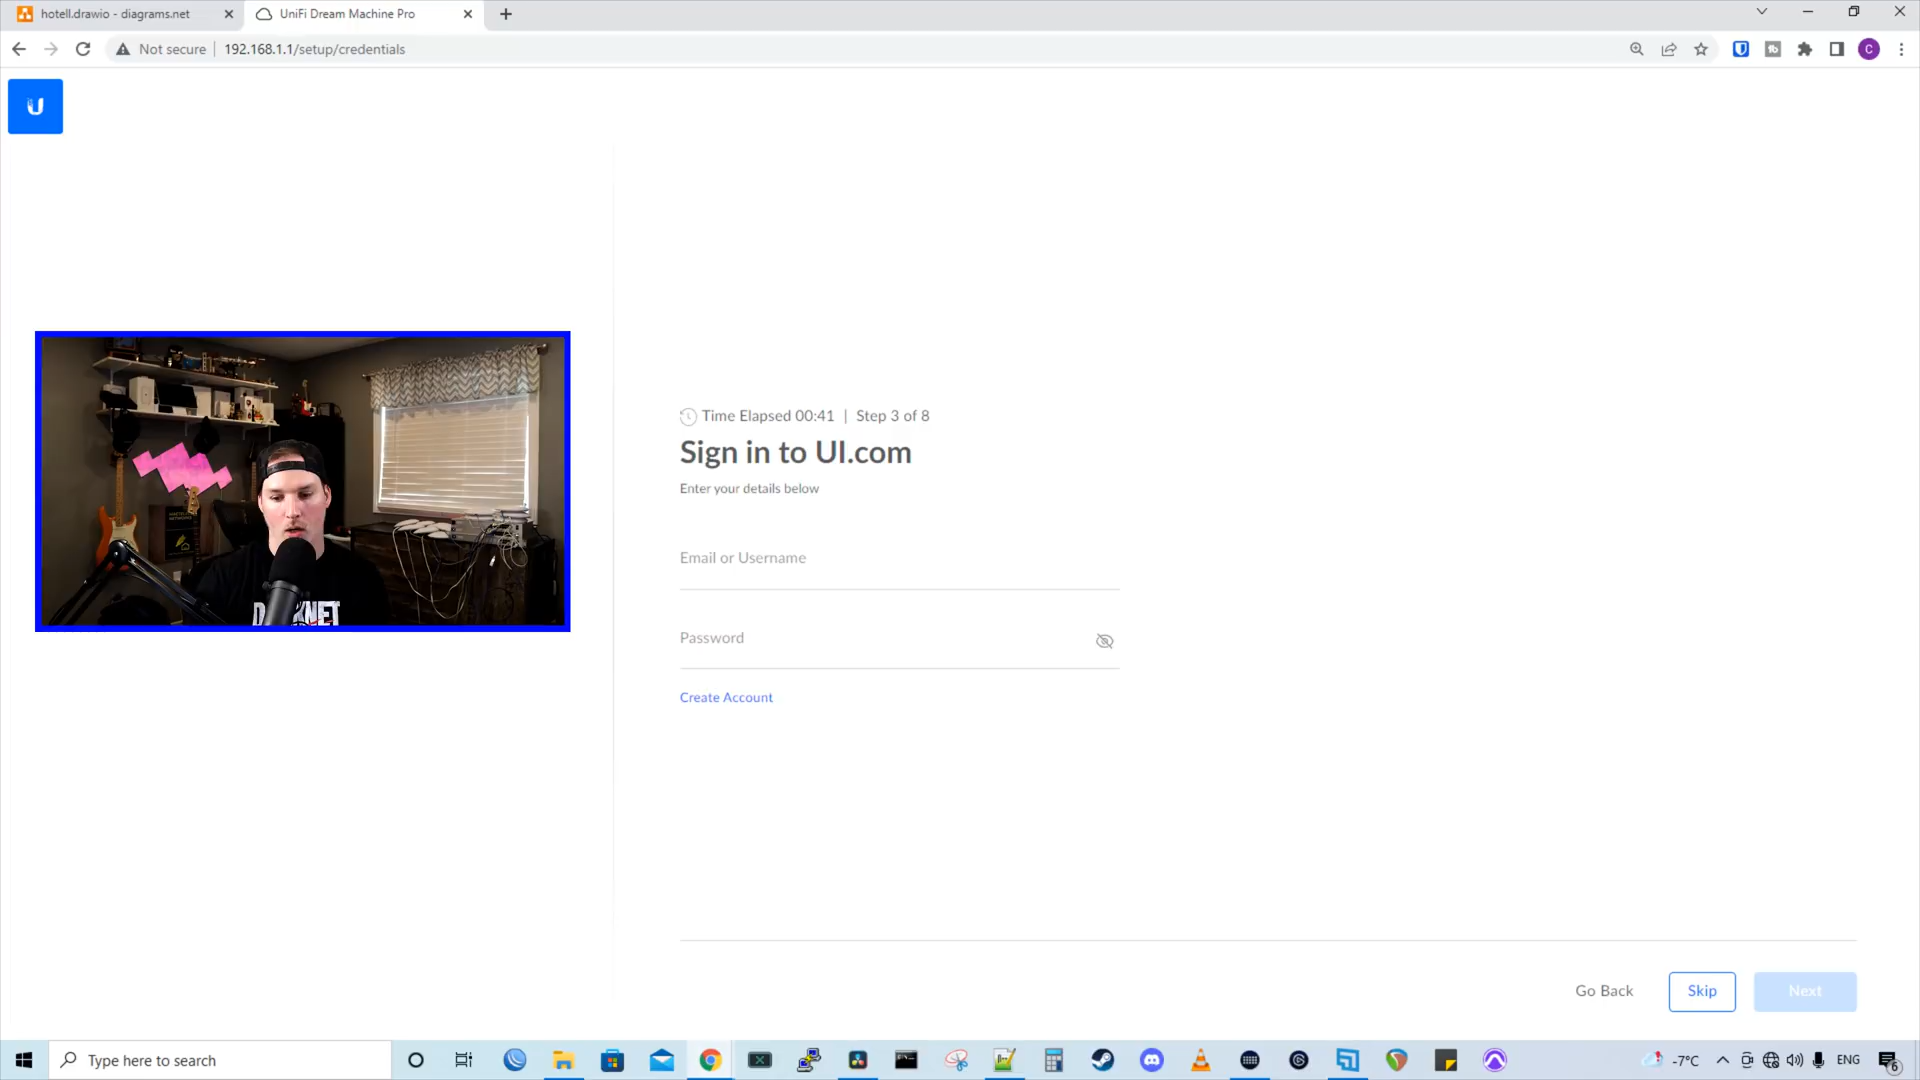 hotell.drawio - diagrams.net
UniFi Dream Machine Pro
Not secure
192.168.1.1/setup/credentials
C
U
Time Elapsed 00:41 | Step 3 of 8
Sign in to UI.com
Enter your details below
Email or Username
Password
Create Account
Go Back
Skip
Next
Type here to search
-7°C
ENG
6